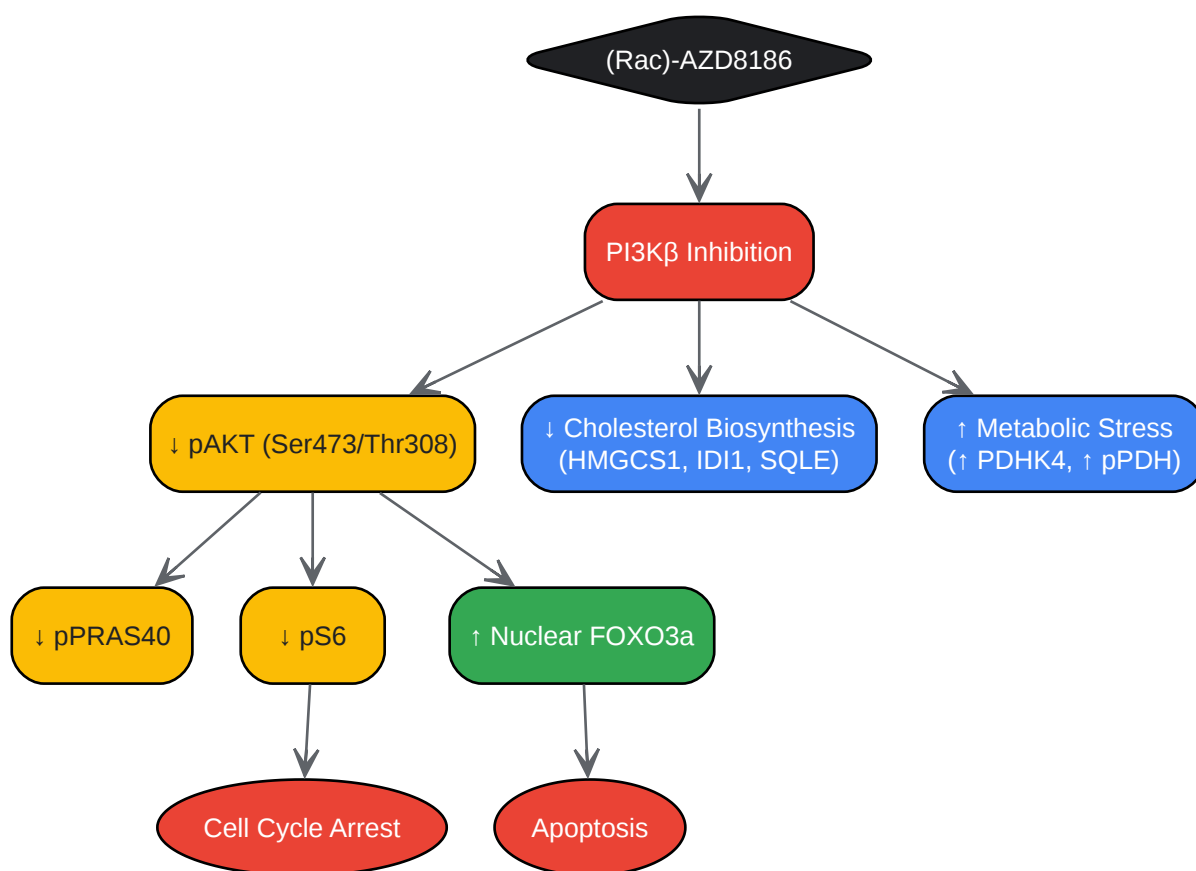 (Rac)-AZD8186
PI3Kβ Inhibition
↓ pAKT (Ser473/Thr308)
↓ Cholesterol Biosynthesis
(HMGCS1, IDI1, SQLE)
↑ Metabolic Stress
(↑ PDHK4, ↑ pPDH)
↓ pPRAS40
↓ pS6
↑ Nuclear FOXO3a
Cell Cycle Arrest
Apoptosis